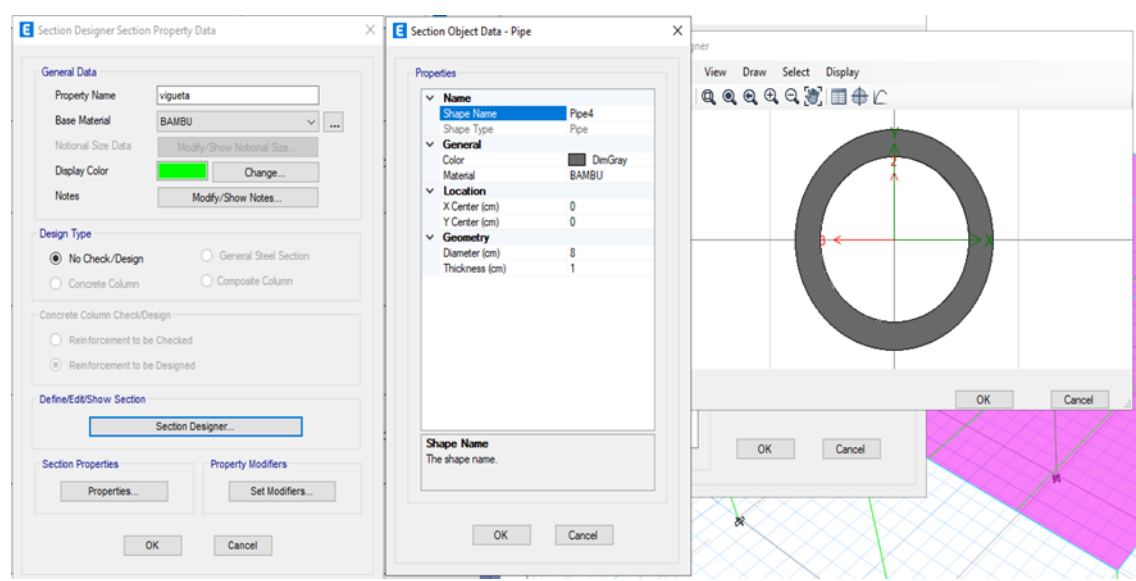 Section Designer Section Property Data
General Data
Property Name vigueta
Base Material BAMBU ...
Notional Size Data Modify/Show Notional Size...
Display Color Change...
Notes Modify/Show Notes...
Design Type
No Check/Design General Steel Section
Concrete Column Composite Column
Concrete Column Check/Design
Reinforcement to be Checked
Reinforcement to be Designed
Define/Edit/Show Section
Section Designer...
Section Properties Property Modifiers
Properties... Set Modifiers...
OK Cancel
Section Object Data - Pipe
Properties
Name
Shape Name Pipe4
Shape Type Pipe
General
Color DimGray
Material BAMBU
Location
X Center (cm) 0
Y Center (cm) 0
Geometry
Diameter (cm) 8
Thickness (cm) 1
Shape Name
The shape name.
OK Cancel
View Draw Select Display
Y
2
3
X
OK Cancel
OK Cancel